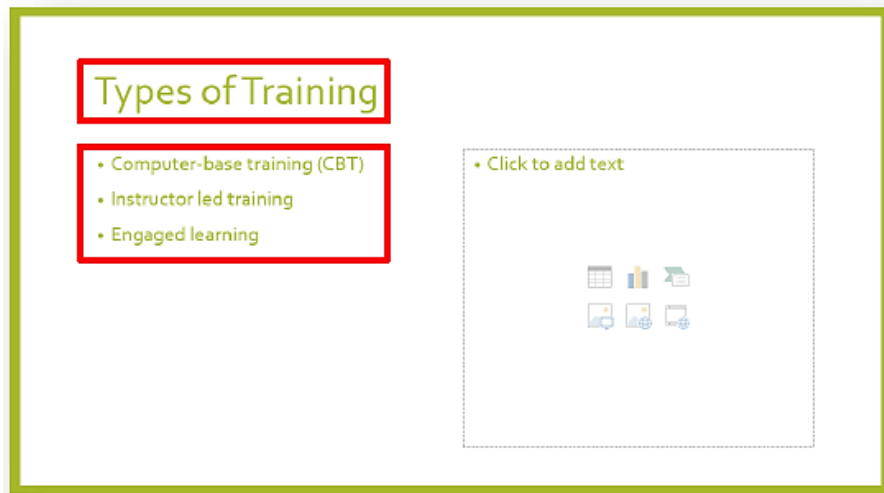 Types of Training
• Computer-base training (CBT)
• Instructor led training
• Engaged learning
• Click to add text